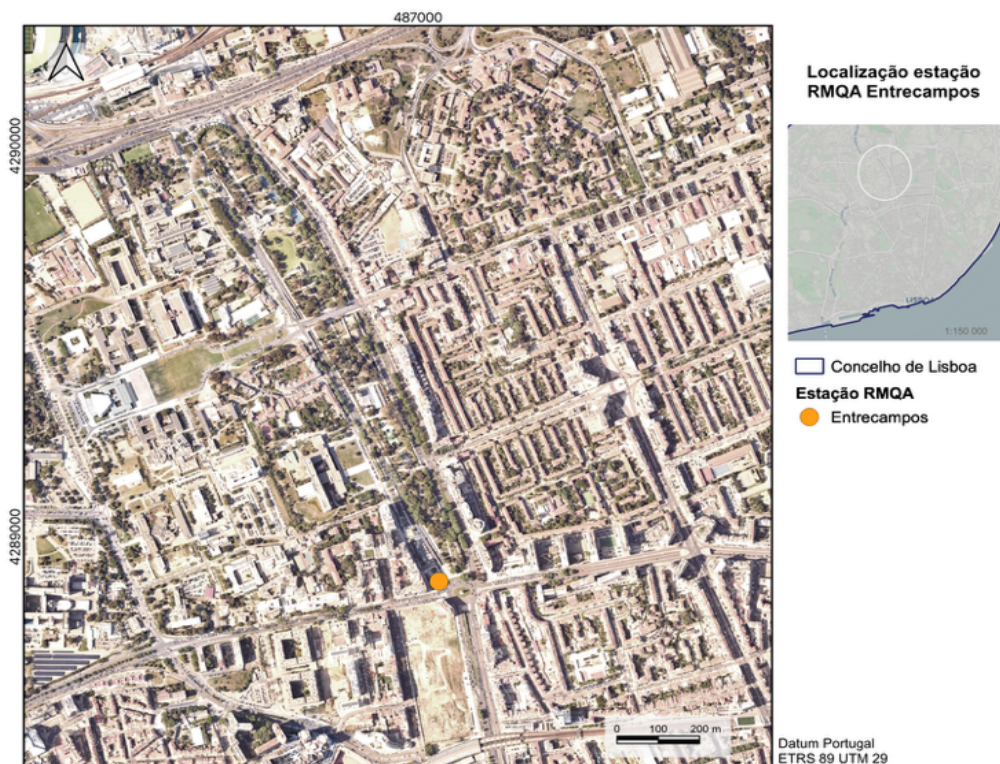 487000
4290000
4289000
0 100 200 m
Localização estação
RMQA Entrecampos
LISBOA
1:150 000
Concelho de Lisboa
Estação RMQA
Entrecampos
Datum Portugal
ETRS 89 UTM 29